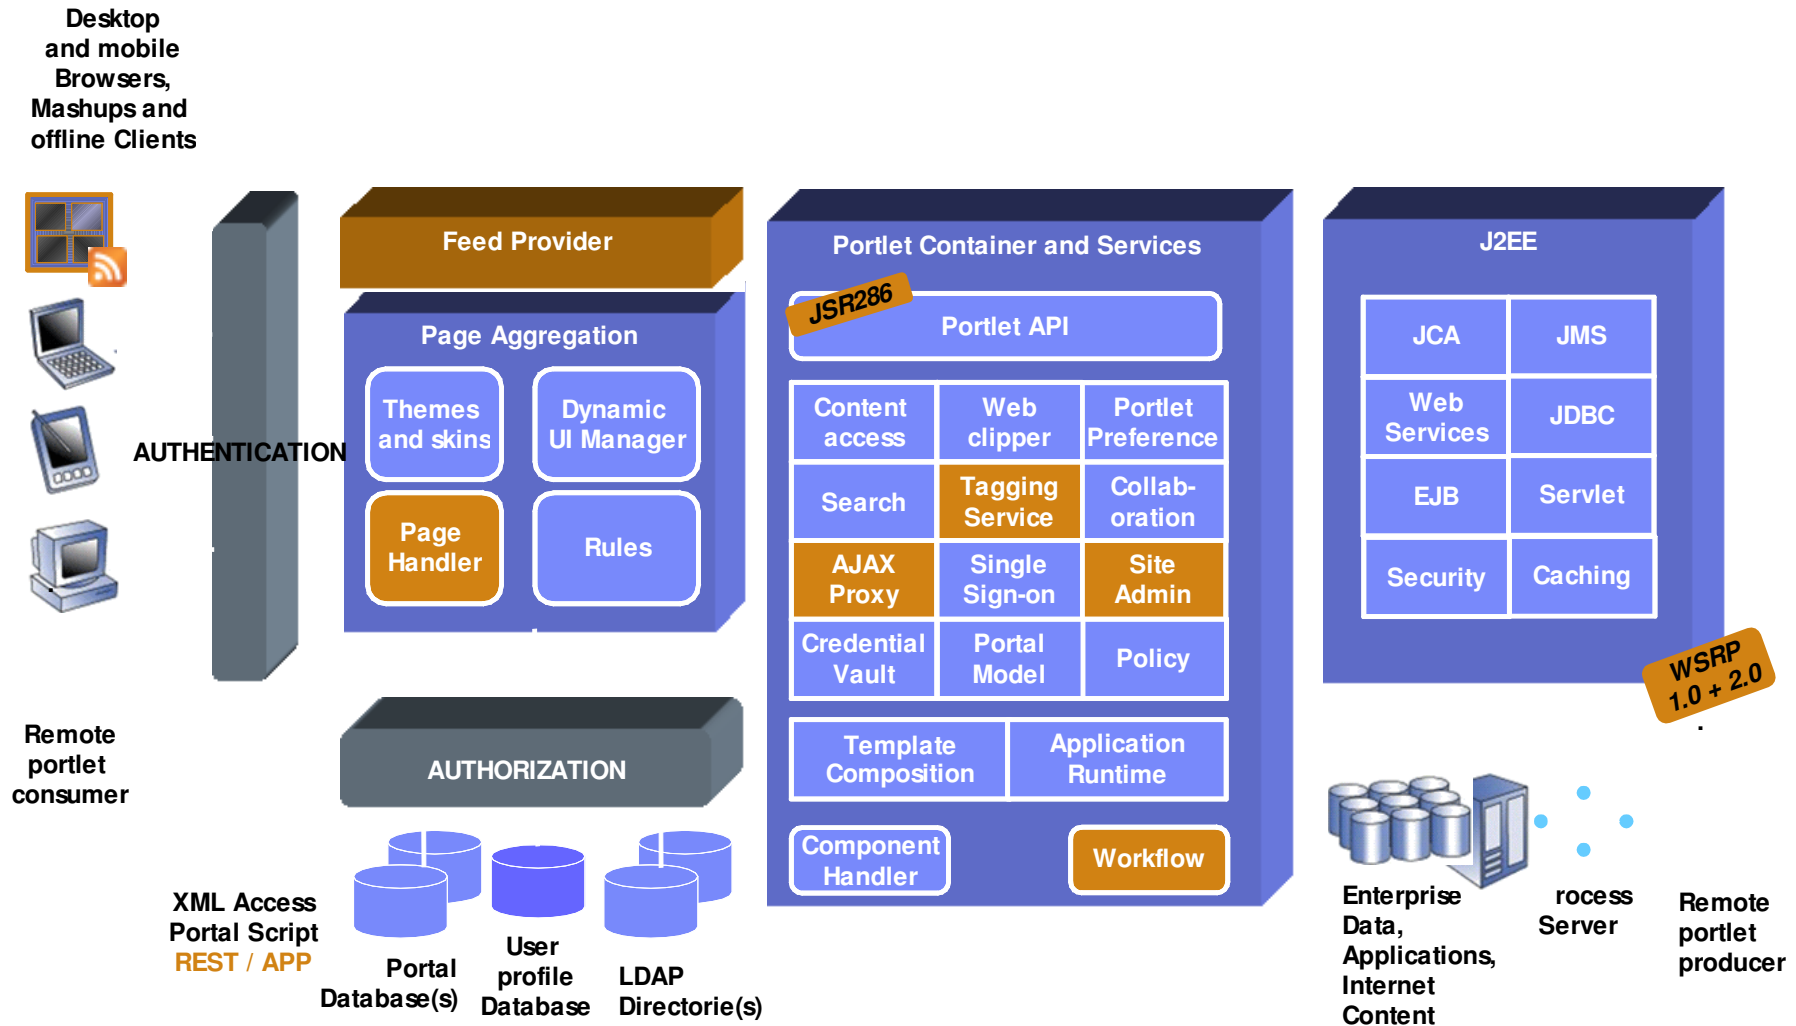 Desktop
and mobile
Browsers,
Mashups and
offline Clients
AUTHENTICATION
Remote
portlet
consumer
XML Access
Portal Script
REST / APP
Feed Provider
Page Aggregation
Themes
and skins
Dynamic
UI Manager
Page
Handler
Rules
AUTHORIZATION
Portal
Database(s)
User
profile
Database
LDAP
Directorie(s)
Portlet Container and Services
JSR286
Portlet API
Content
access
Web
clipper
Portlet
Preference
Search
Tagging
Service
Collab-
oration
AJAX
Proxy
Single
Sign-on
Site
Admin
Credential
Vault
Portal
Model
Policy
Template
Composition
Application
Runtime
Component
Handler
Workflow
J2EE
JCA
JMS
Web
Services
JDBC
EJB
Servlet
Security
Caching
WSRP
1.0 + 2.0
Enterprise
Data,
Applications,
Internet
Content
rocess
Server
Remote
portlet
producer